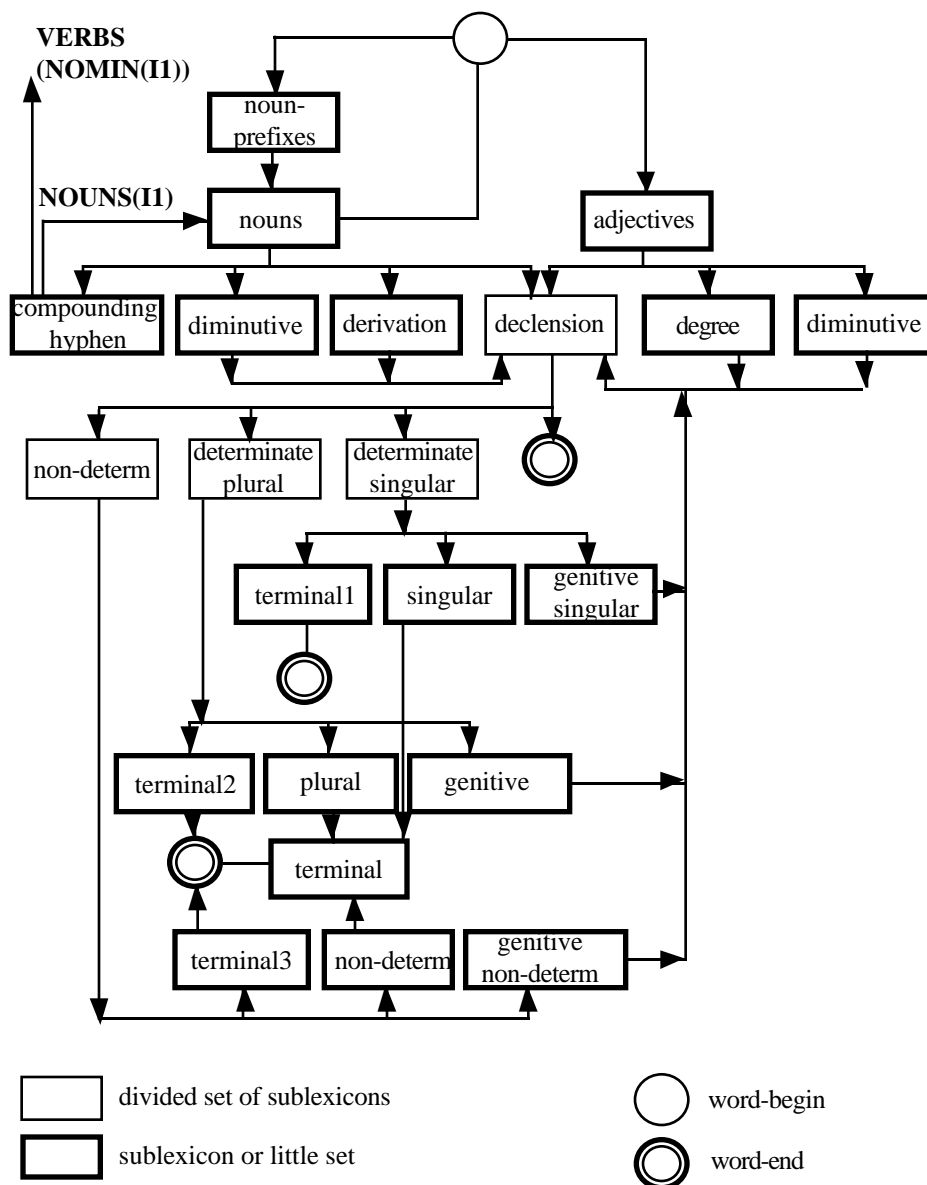 VERBS
(NOMIN(I1))
noun-
prefixes
NOUNS(I1)
nouns
adjectives
compounding
hyphen
diminutive
derivation
declension
degree
diminutive
non-determ
determinate
plural
determinate
singular
terminal1
singular
genitive
singular
terminal2
plural
genitive
terminal
terminal3
non-determ
genitive
non-determ
divided set of sublexicons
word-begin
sublexicon or little set
word-end